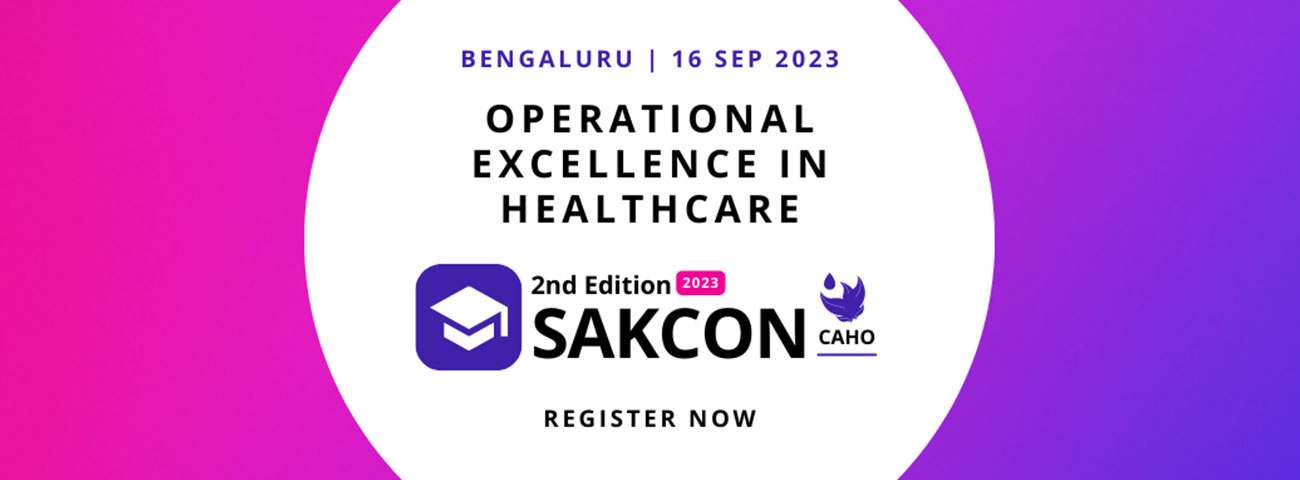 BENGALURU | 16 SEP 2023
OPERATIONAL
EXCELLENCE IN
HEALTHCARE
2nd Edition 2023
SAKCON
CAHO
REGISTER NOW